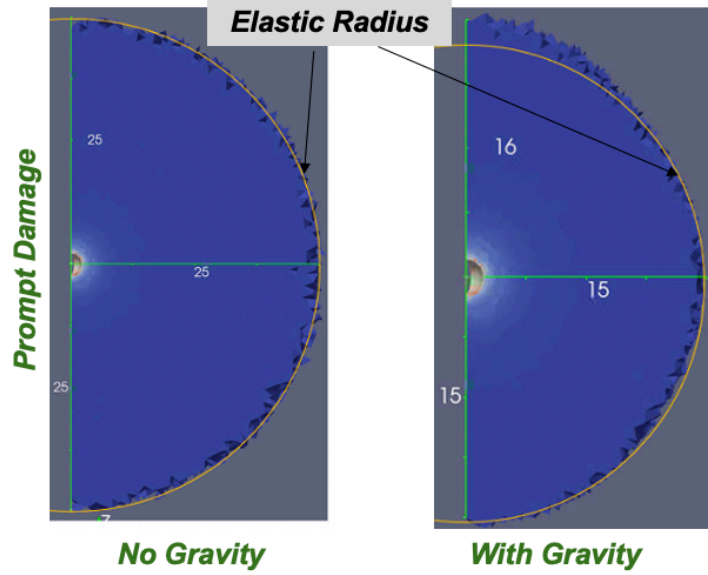 Elastic Radius
Prompt Damage
25
25
25
Z
No Gravity
16
15
15
With Gravity